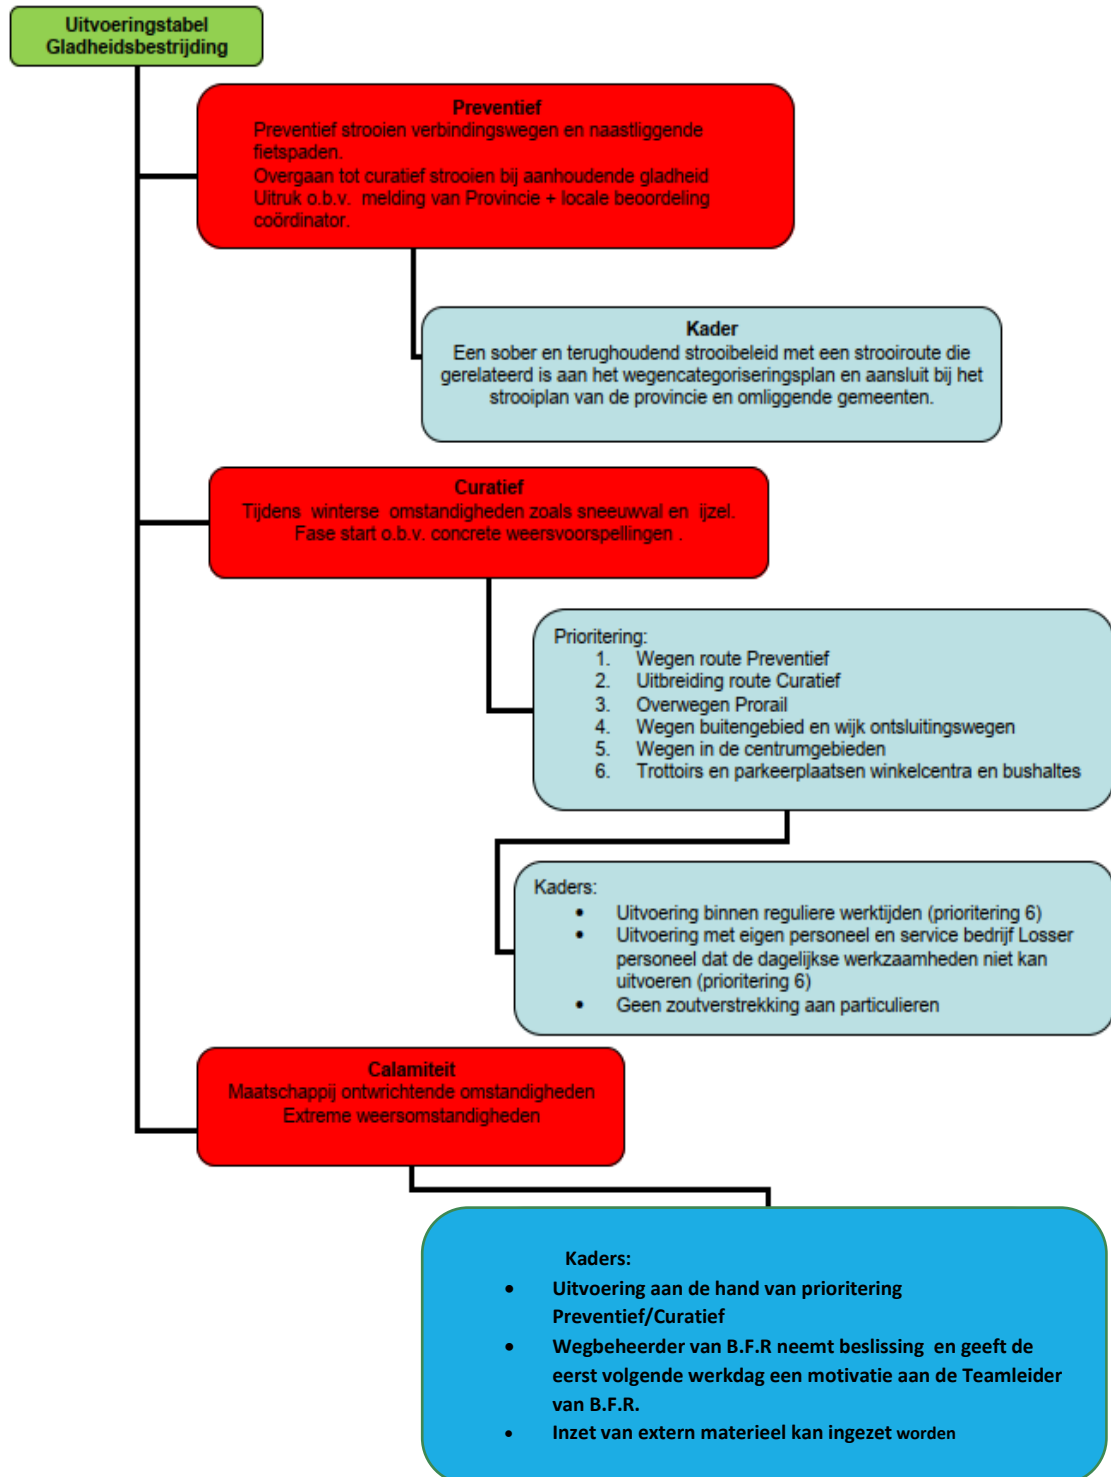 Uitvoeringstabel
Gladheidsbestrijding
Preventief
Preventief strooien verbindingswegen en naastliggende
fietspaden.
Overgaan tot curatief strooien bij aanhoudende gladheid
Uitruk o.b.v. melding van Provincie + locale beoordeling
coördinator.
Kader
Een sober en terughoudend strooibeleid met een strooiroute die
gerelateerd is aan het wegencategoriseringsplan en aansluit bij het
strooiplan van de provincie en omliggende gemeenten.
Curatief
Tijdens winterse omstandigheden zoals sneeuwval en ijzel.
Fase start o.b.v. concrete weersvoorspellingen .
Prioritering:
1. Wegen route Preventief
2. Uitbreiding route Curatief
3. Overwegen Prorail
4. Wegen buitengebied en wijk ontsluitingswegen
5. Wegen in de centrumgebieden
6. Trottoirs en parkeerplaatsen winkelcentra en bushaltes
Kaders:
• Uitvoering binnen reguliere werktijden (prioritering 6)
• Uitvoering met eigen personeel en service bedrijf Losser
personeel dat de dagelijkse werkzaamheden niet kan
uitvoeren (prioritering 6)
• Geen zoutverstrekking aan particulieren
Calamiteit
Maatschappij ontwrichtende omstandigheden
Extreme weersomstandigheden
Kaders:
• Uitvoering aan de hand van prioritering
Preventief/Curatief
• Wegbeheerder van B.F.R neemt beslissing en geeft de
eerst volgende werkdag een motivatie aan de Teamleider
van B.F.R.
• Inzet van extern materieel kan ingezet worden